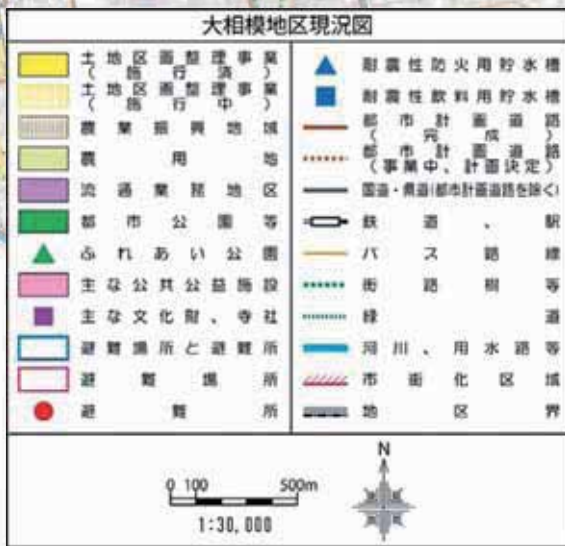 大相模地区現況図
土地区画整理事業
(施行済)
土地区画整理事業
(施行中)
農業振興地域
農用地
流通業務地区
都市公園等
ふれあい公園
主な公共公益施設
主な文化財、寺社
避難場所と避難所
避難場所
避難所
耐震性防火用貯水槽
耐震性飲料用貯水槽
都市計画道路
(完成)
都市計画道路
(事業中、計画決定)
国道・県道(都市計画道路を除く)
鉄道、駅
バス路線
街路樹等
緑道
河川、用水路等
市街化区域
地区界
0 100 500m
1:30,000
N